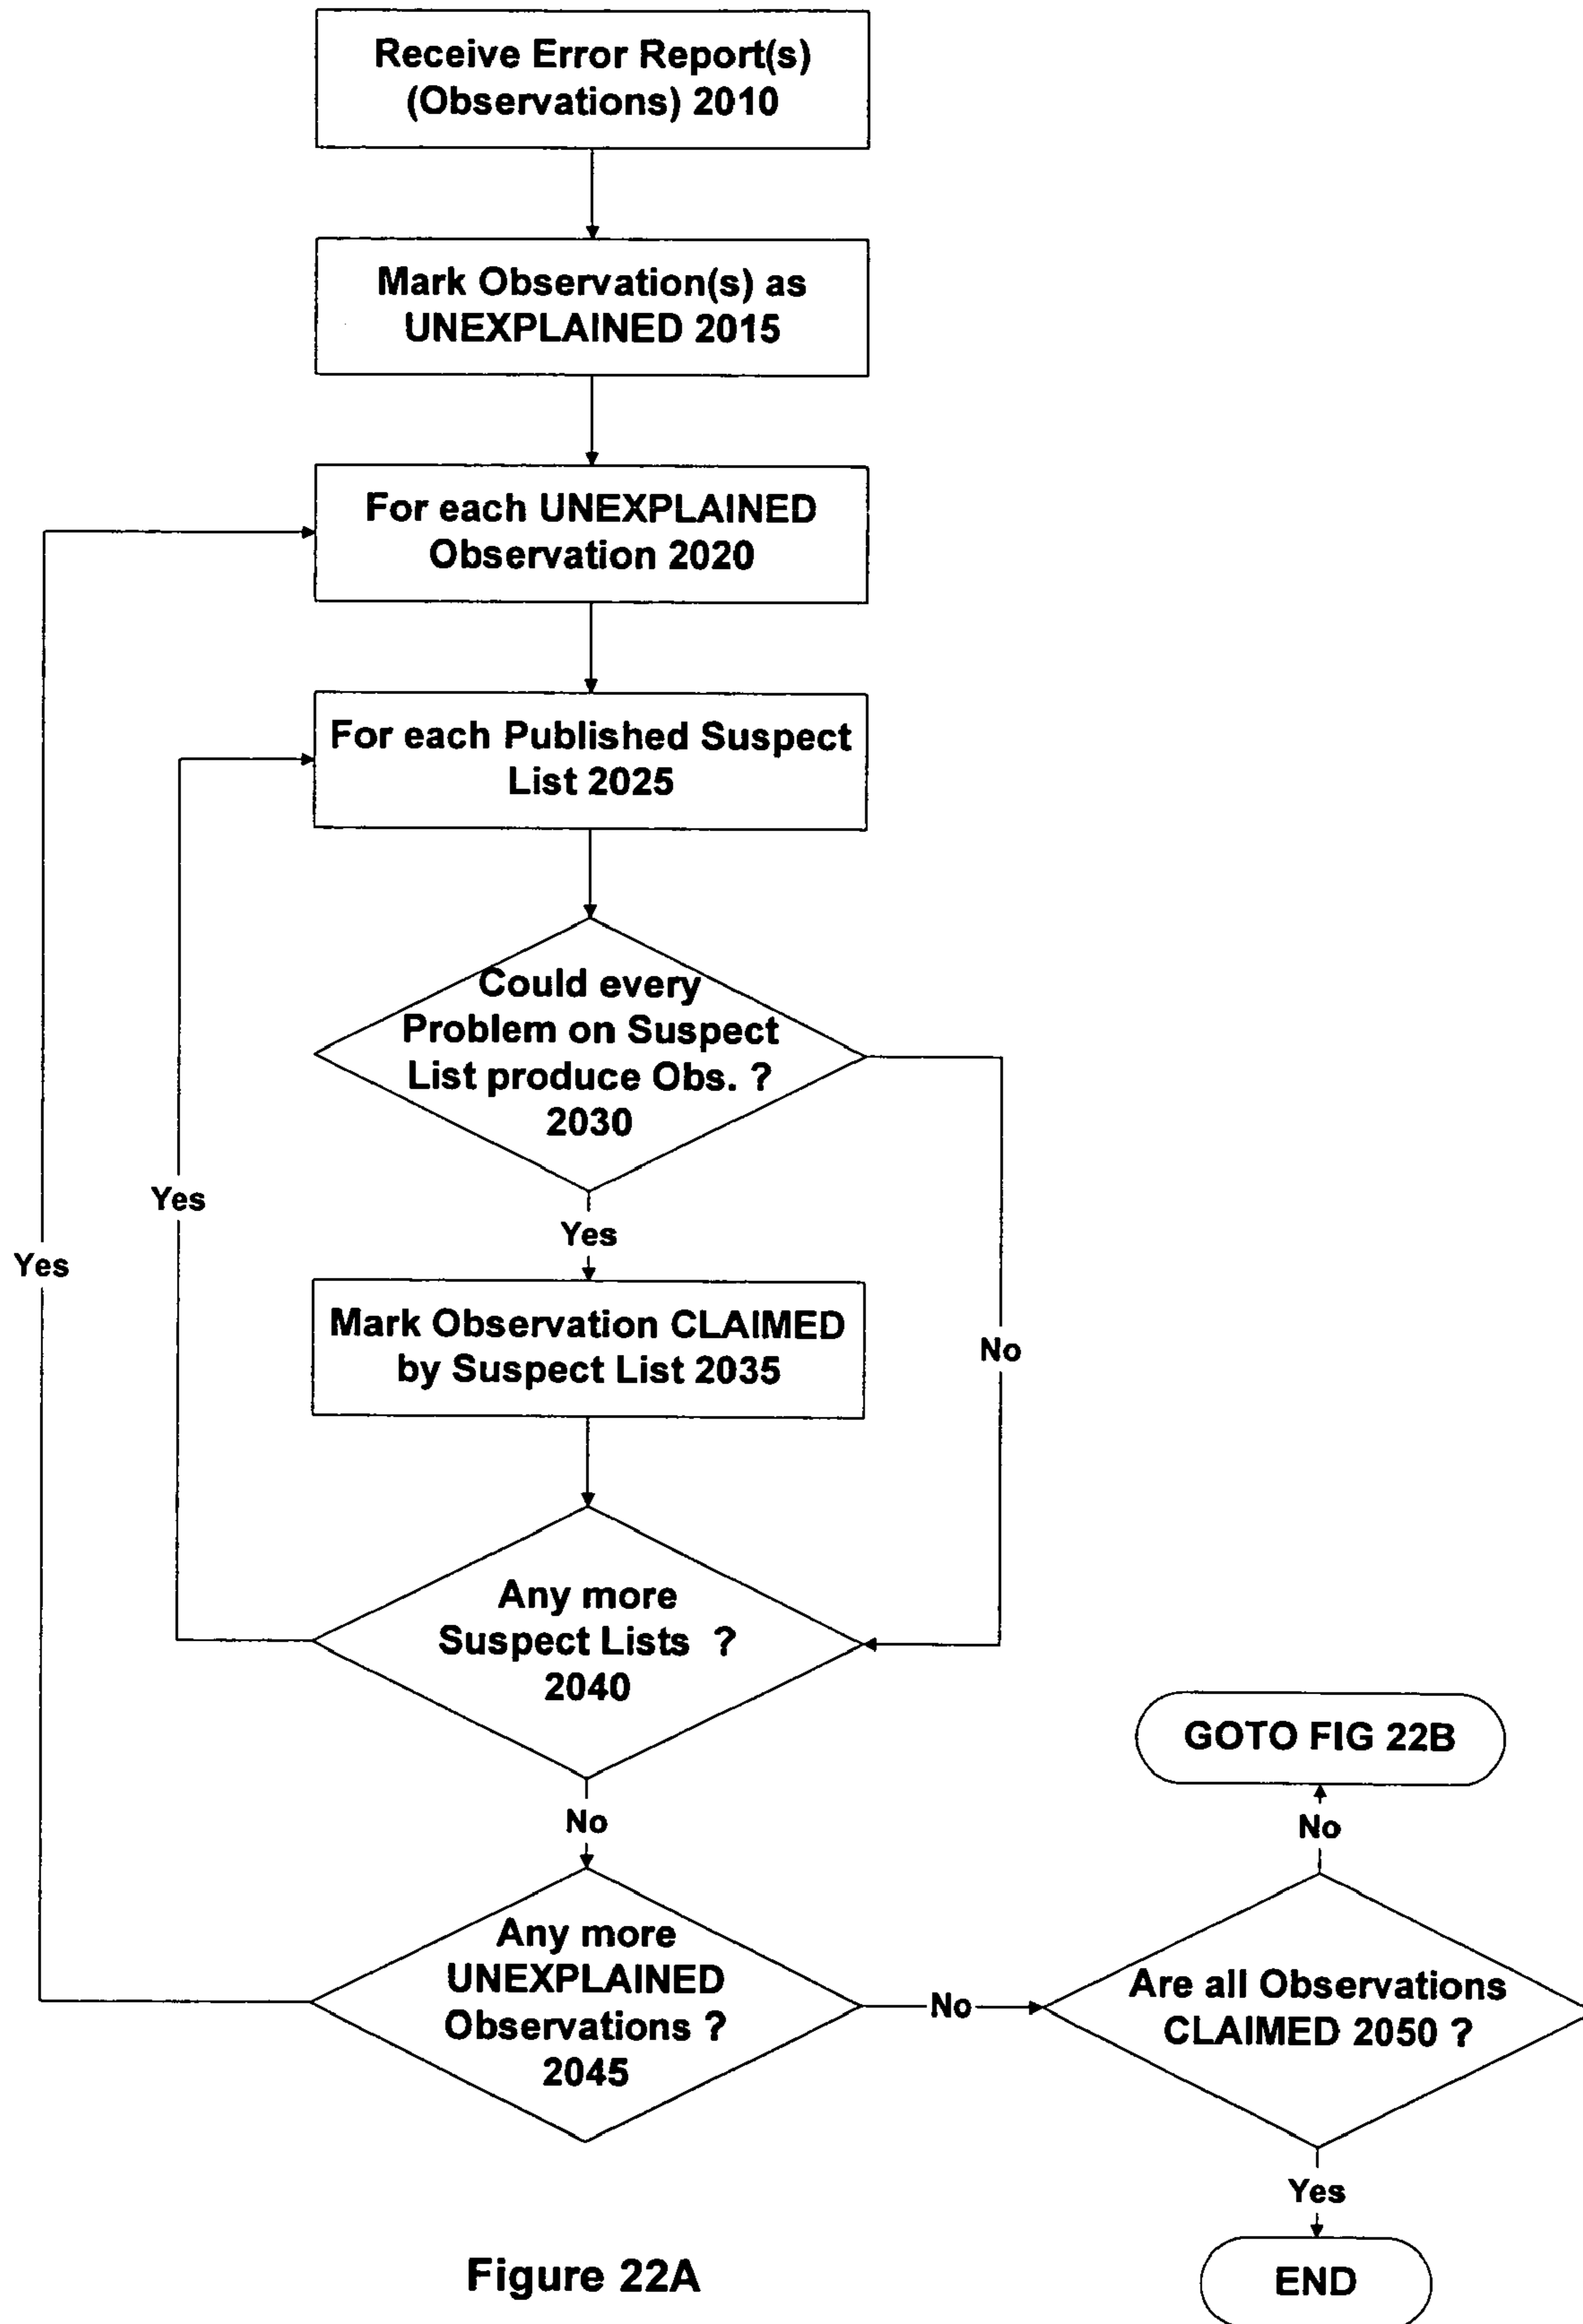 Receive Error Report(s)
(Observations) 2010
Mark Observation(s) as
UNEXPLAINED 2015
For each UNEXPLAINED
Observation 2020
For each Published Suspect
List 2025
Could every
Problem on Suspect
List produce Obs. ?
2030
Yes
Yes
Yes
Mark Observation CLAIMED
by Suspect List 2035
No
Any more
Suspect Lists ?
2040
GOTO FIG 22B
No
No
Any more
UNEXPLAINED
Observations ?
2045
No
Are all Observations
CLAIMED 2050 ?
Yes
END
Figure 22A